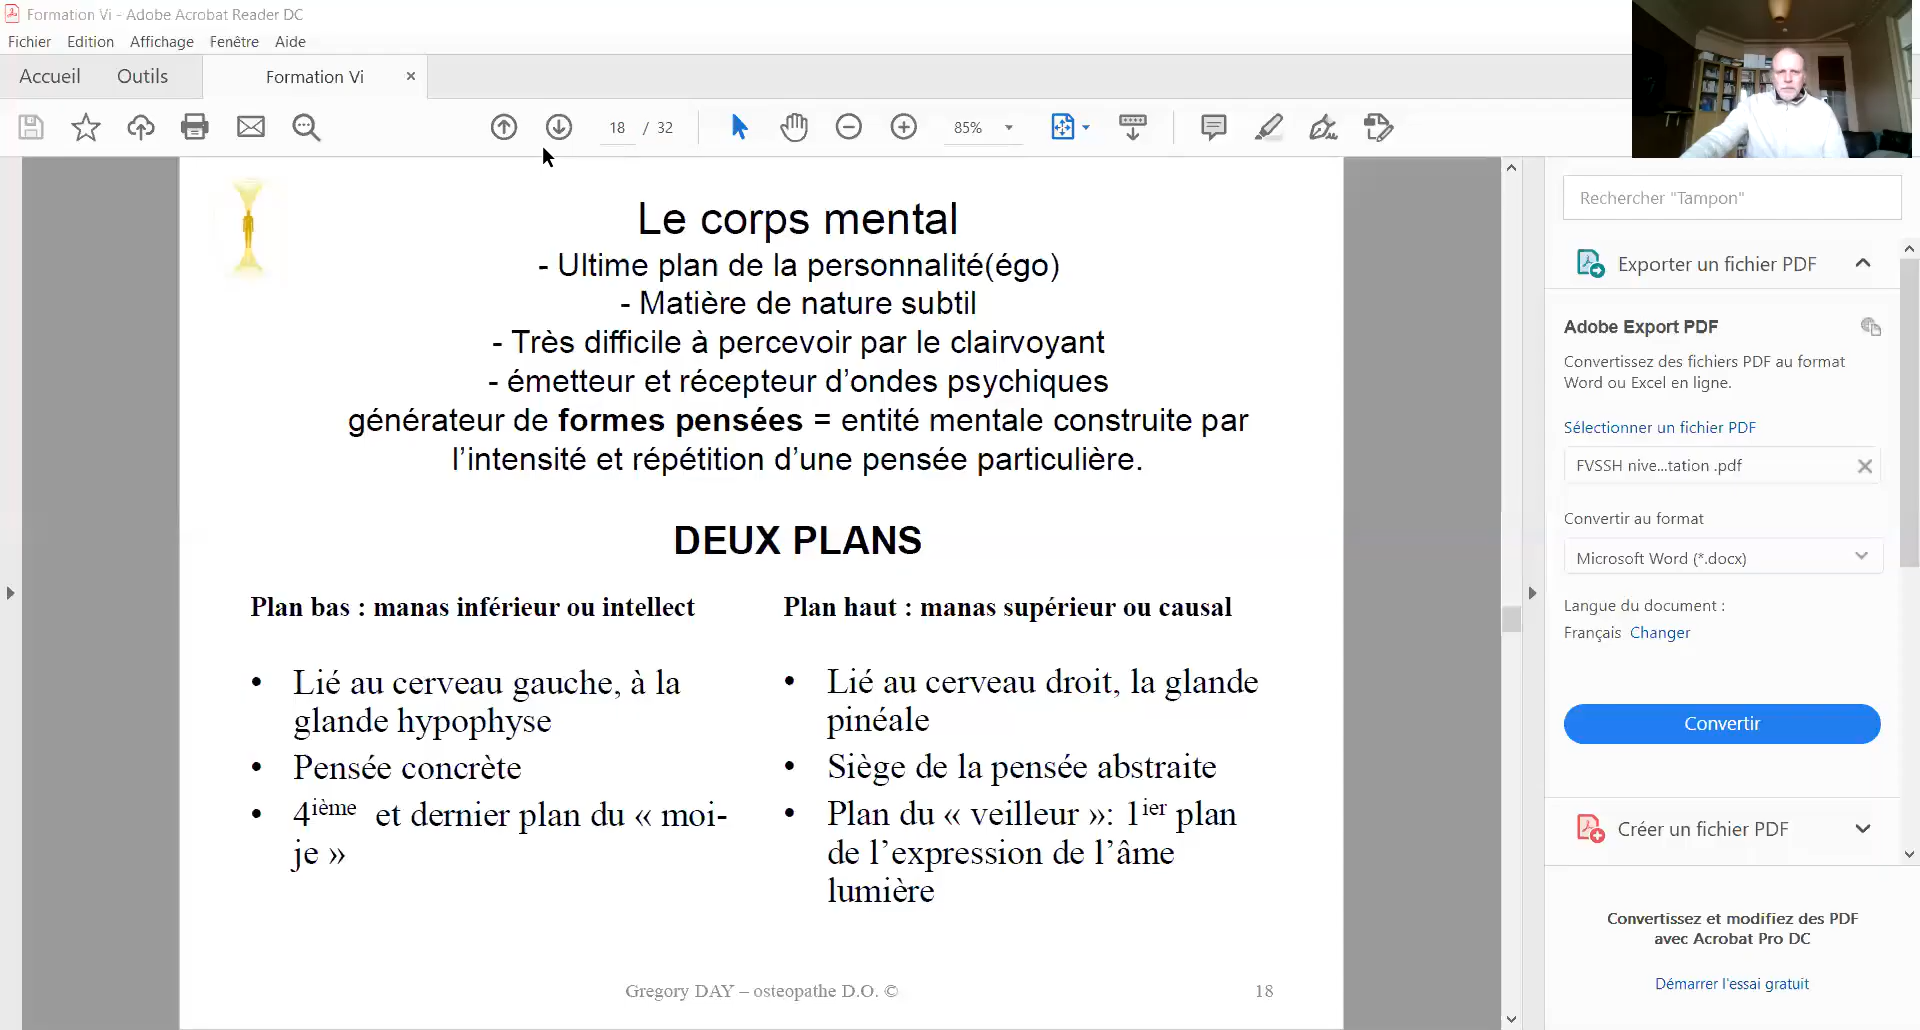 Formation Vi - Adobe Acrobat Reader DC
Fichier Edition Affichage Fenêtre Aide
Accueil Outils Formation Vi ×
18 / 32 85%
Le corps mental
- Ultime plan de la personnalité(égo)
- Matière de nature subtil
- Très difficile à percevoir par le clairvoyant
- émetteur et récepteur d’ondes psychiques
générateur de formes pensées = entité mentale construite par
l’intensité et répétition d’une pensée particulière.
DEUX PLANS
Plan bas : manas inférieur ou intellect
• Lié au cerveau gauche, à la
glande hypophyse
• Pensée concrète
• 4ième et dernier plan du « moi-
je »
Plan haut : manas supérieur ou causal
• Lié au cerveau droit, la glande
pinéale
• Siège de la pensée abstraite
• Plan du « veilleur »: 1ier plan
de l’expression de l’âme
lumière
Gregory DAY – osteopathe D.O. © 18
Rechercher "Tampon"
Exporter un fichier PDF
Adobe Export PDF
Convertissez des fichiers PDF au format
Word ou Excel en ligne.
Sélectionner un fichier PDF
FVSSH nive...tation .pdf
Convertir au format
Microsoft Word (*.docx)
Langue du document :
Français Changer
Convertir
Créer un fichier PDF
Convertissez et modifiez des PDF
avec Acrobat Pro DC
Démarrer l'essai gratuit